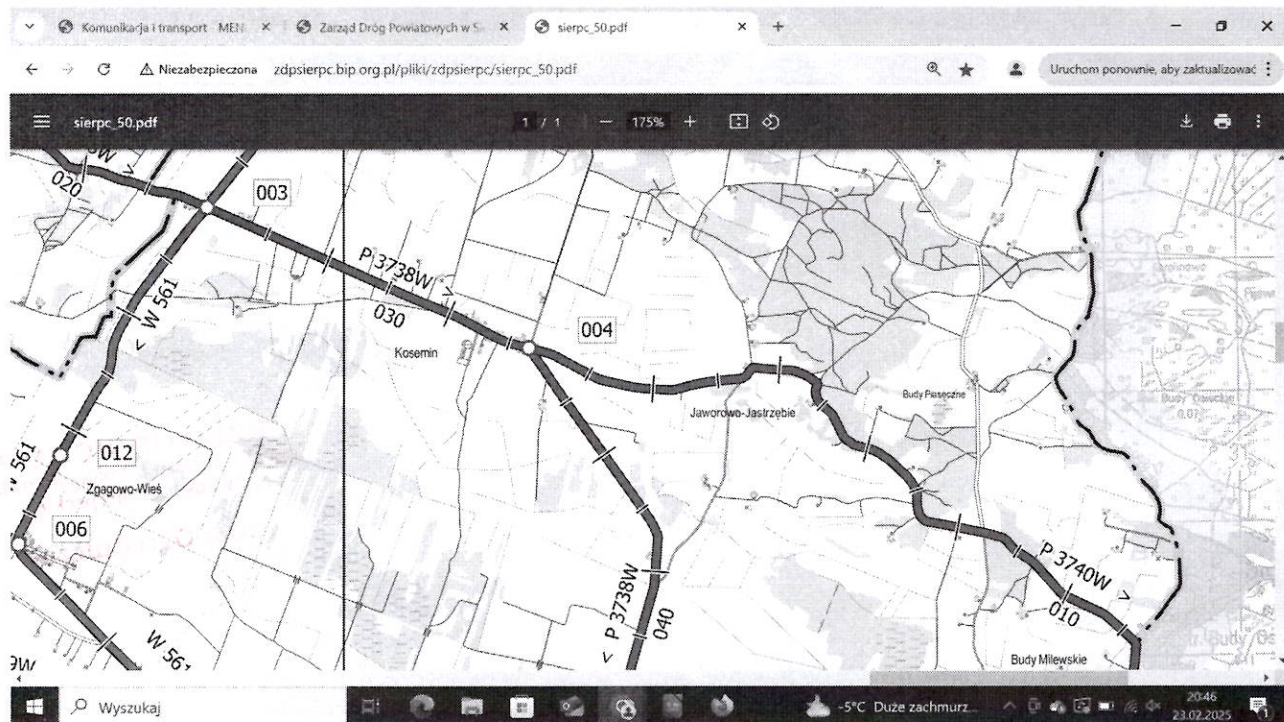 Komunikacja i transport - MEN
Zarząd Dróg Powiatowych w S
sierpc_50.pdf
Niezabezpieczona zdpsierpc.bip.org.pl/pliki/zdpsierpc/sierpc_50.pdf
Uruchom ponownie, aby zaktualizować
sierpc_50.pdf
1 / 1
175%
020
003
P 3738W
030
W 561
Kosemin
004
Jaworowo-Jastrzębie
Budy Piaseczne
012
Zgagowo-Wieś
W 561
006
W 561
9W
P 3738W
040
P 3740W
010
Budy Milewskie
Wyszukaj
-5°C Duże zachmurz...
20:46
23.02.2025